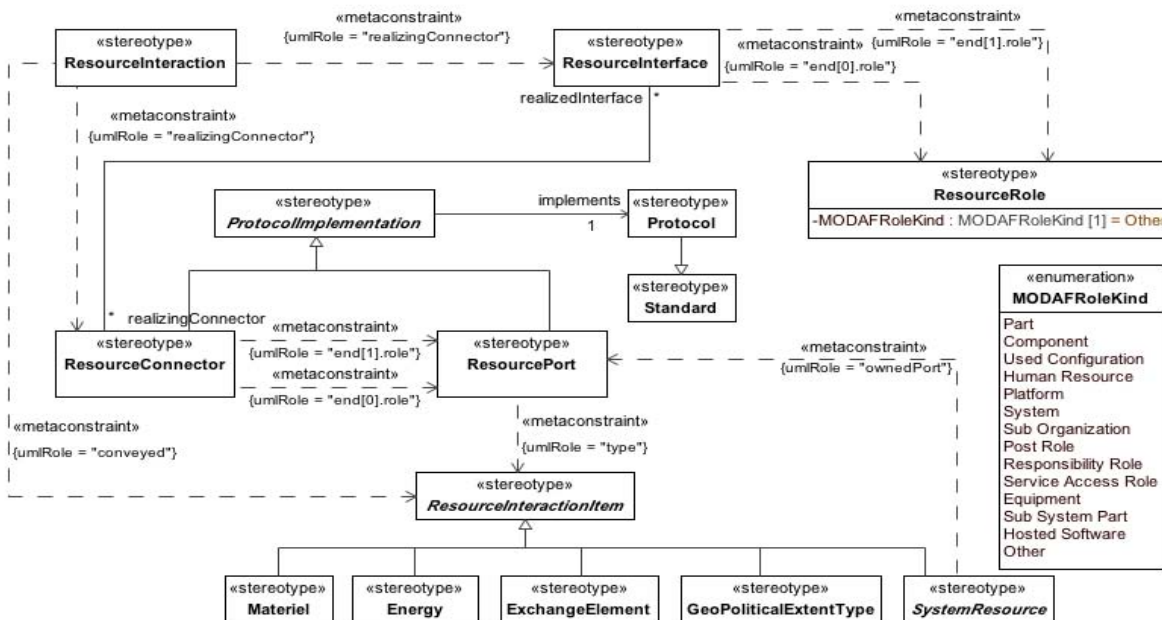 «metaconstraint»
{umlRole = "realizingConnector"}
«stereotype»
ResourceInteraction
«stereotype»
ResourceInterface
«metaconstraint»
{umlRole = "end[1].role"}
«metaconstraint»
{umlRole = "end[0].role"}
realizedInterface
*
«metaconstraint»
{umlRole = "realizingConnector"}
«stereotype»
ResourceRole
-MODAFRoleKind : MODAFRoleKind [1] = Other
«stereotype»
ProtocolImplementation
implements
1
«stereotype»
Protocol
«stereotype»
Standard
«enumeration»
MODAFRoleKind
Part
Component
Used Configuration
Human Resource
Platform
System
Sub Organization
Post Role
Responsibility Role
Service Access Role
Equipment
Sub System Part
Hosted Software
Other
*
realizingConnector
«stereotype»
ResourceConnector
«metaconstraint»
{umlRole = "end[1].role"}
«metaconstraint»
{umlRole = "end[0].role"}
«stereotype»
ResourcePort
«metaconstraint»
{umlRole = "ownedPort"}
«metaconstraint»
{umlRole = "conveyed"}
«metaconstraint»
{umlRole = "type"}
«stereotype»
ResourceInteractionItem
«stereotype»
Materiel
«stereotype»
Energy
«stereotype»
ExchangeElement
«stereotype»
GeoPoliticalExtentType
«stereotype»
SystemResource